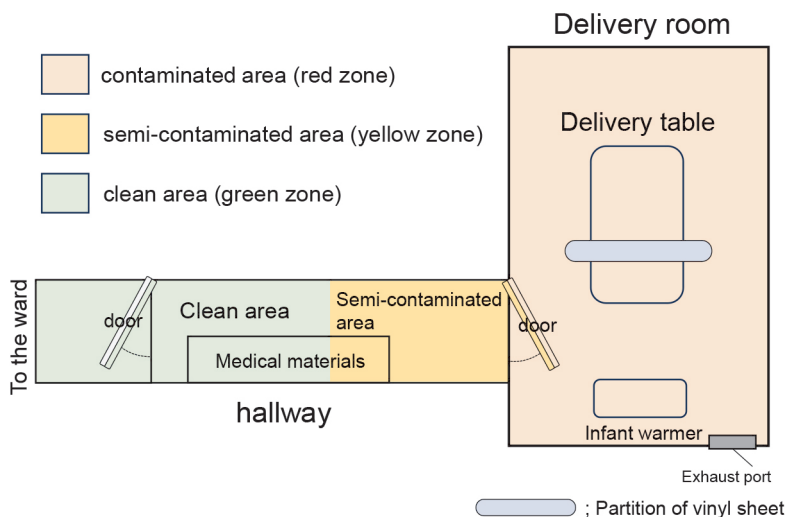 Delivery room
contaminated area (red zone)
semi-contaminated area (yellow zone)
clean area (green zone)
Delivery table
To the ward
door
Clean area
Semi-contaminated
area
door
Medical materials
hallway
Infant warmer
Exhaust port
; Partition of vinyl sheet